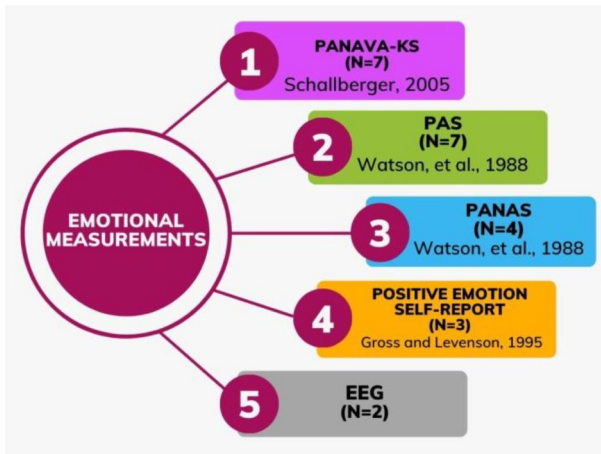 EMOTIONAL
MEASUREMENTS
1
PANAVA-KS
(N=7)
Schallberger, 2005
2
PAS
(N=7)
Watson, et al., 1988
3
PANAS
(N=4)
Watson, et al., 1988
4
POSITIVE EMOTION
SELF-REPORT
(N=3)
Gross and Levenson, 1995
5
EEG
(N=2)